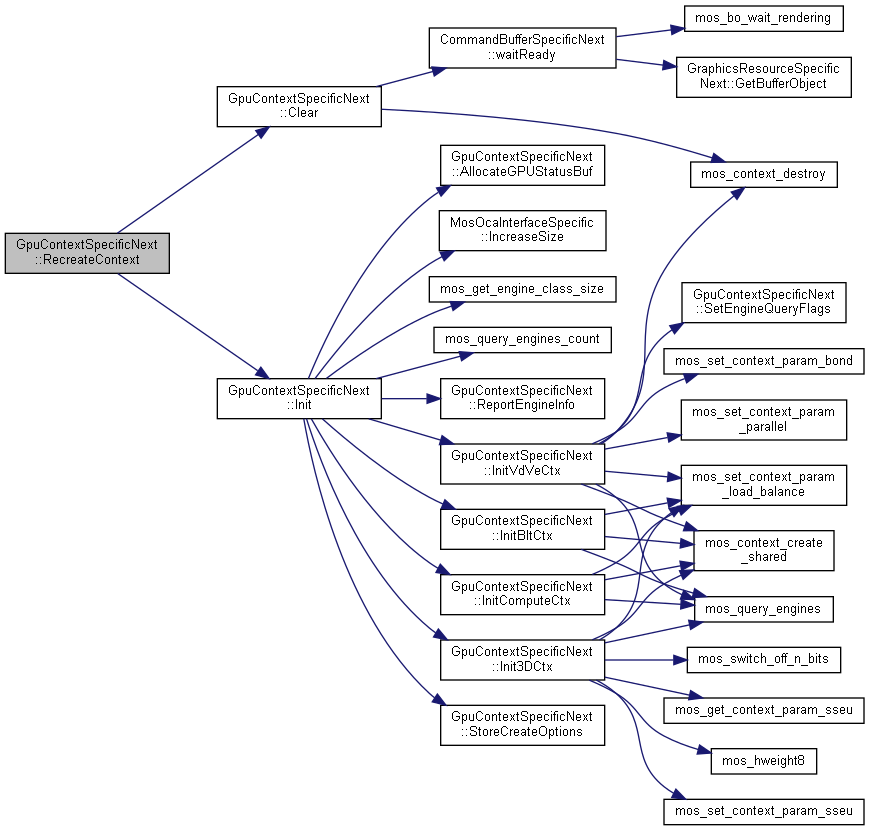 GpuContextSpecificNext
::RecreateContext
GpuContextSpecificNext
::Clear
GpuContextSpecificNext
::Init
CommandBufferSpecificNext
::waitReady
GpuContextSpecificNext
::AllocateGPUStatusBuf
MosOcaInterfaceSpecific
::IncreaseSize
mos_get_engine_class_size
mos_query_engines_count
GpuContextSpecificNext
::ReportEngineInfo
GpuContextSpecificNext
::InitVdVeCtx
GpuContextSpecificNext
::InitBltCtx
GpuContextSpecificNext
::InitComputeCtx
GpuContextSpecificNext
::Init3DCtx
GpuContextSpecificNext
::StoreCreateOptions
mos_bo_wait_rendering
GraphicsResourceSpecific
Next::GetBufferObject
mos_context_destroy
GpuContextSpecificNext
::SetEngineQueryFlags
mos_set_context_param_bond
mos_set_context_param
_parallel
mos_set_context_param
_load_balance
mos_context_create
_shared
mos_query_engines
mos_switch_off_n_bits
mos_get_context_param_sseu
mos_hweight8
mos_set_context_param_sseu